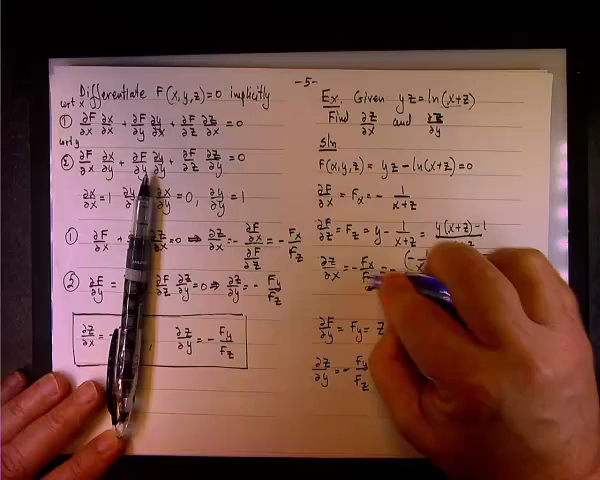 -5-
Differentiate F(x,y,z)=0 implicitly
wrt x
① ∂F/∂x ∂x/∂x + ∂F/∂y ∂y/∂x + ∂F/∂z ∂z/∂x = 0
wrt y
② ∂F/∂x ∂x/∂y + ∂F/∂y ∂y/∂y + ∂F/∂z ∂z/∂y = 0
∂x/∂x = 1, ∂x/∂y = 0, ∂y/∂y = 1
① ∂F/∂x + ∂z/∂x = 0 ⇒ ∂z/∂x = - ∂F/∂x / ∂F/∂z = - Fx/Fz
② ∂F/∂y = ∂F/∂z ∂z/∂y = 0 ⇒ ∂z/∂y = - Fy/Fz
∂z/∂x = , ∂z/∂y = - Fy/Fz
Ex. Given yz = ln(x+z)
Find ∂z/∂x and ∂z/∂y
Sln
F(x,y,z) = yz - ln(x+z) = 0
∂F/∂x = Fx = - 1/(x+z)
∂F/∂z = Fz = y - 1/(x+z) = y(x+z)-1
∂z/∂x = - Fx/Fz = -
∂F/∂y = Fy = z
∂z/∂y = - Fy/Fz